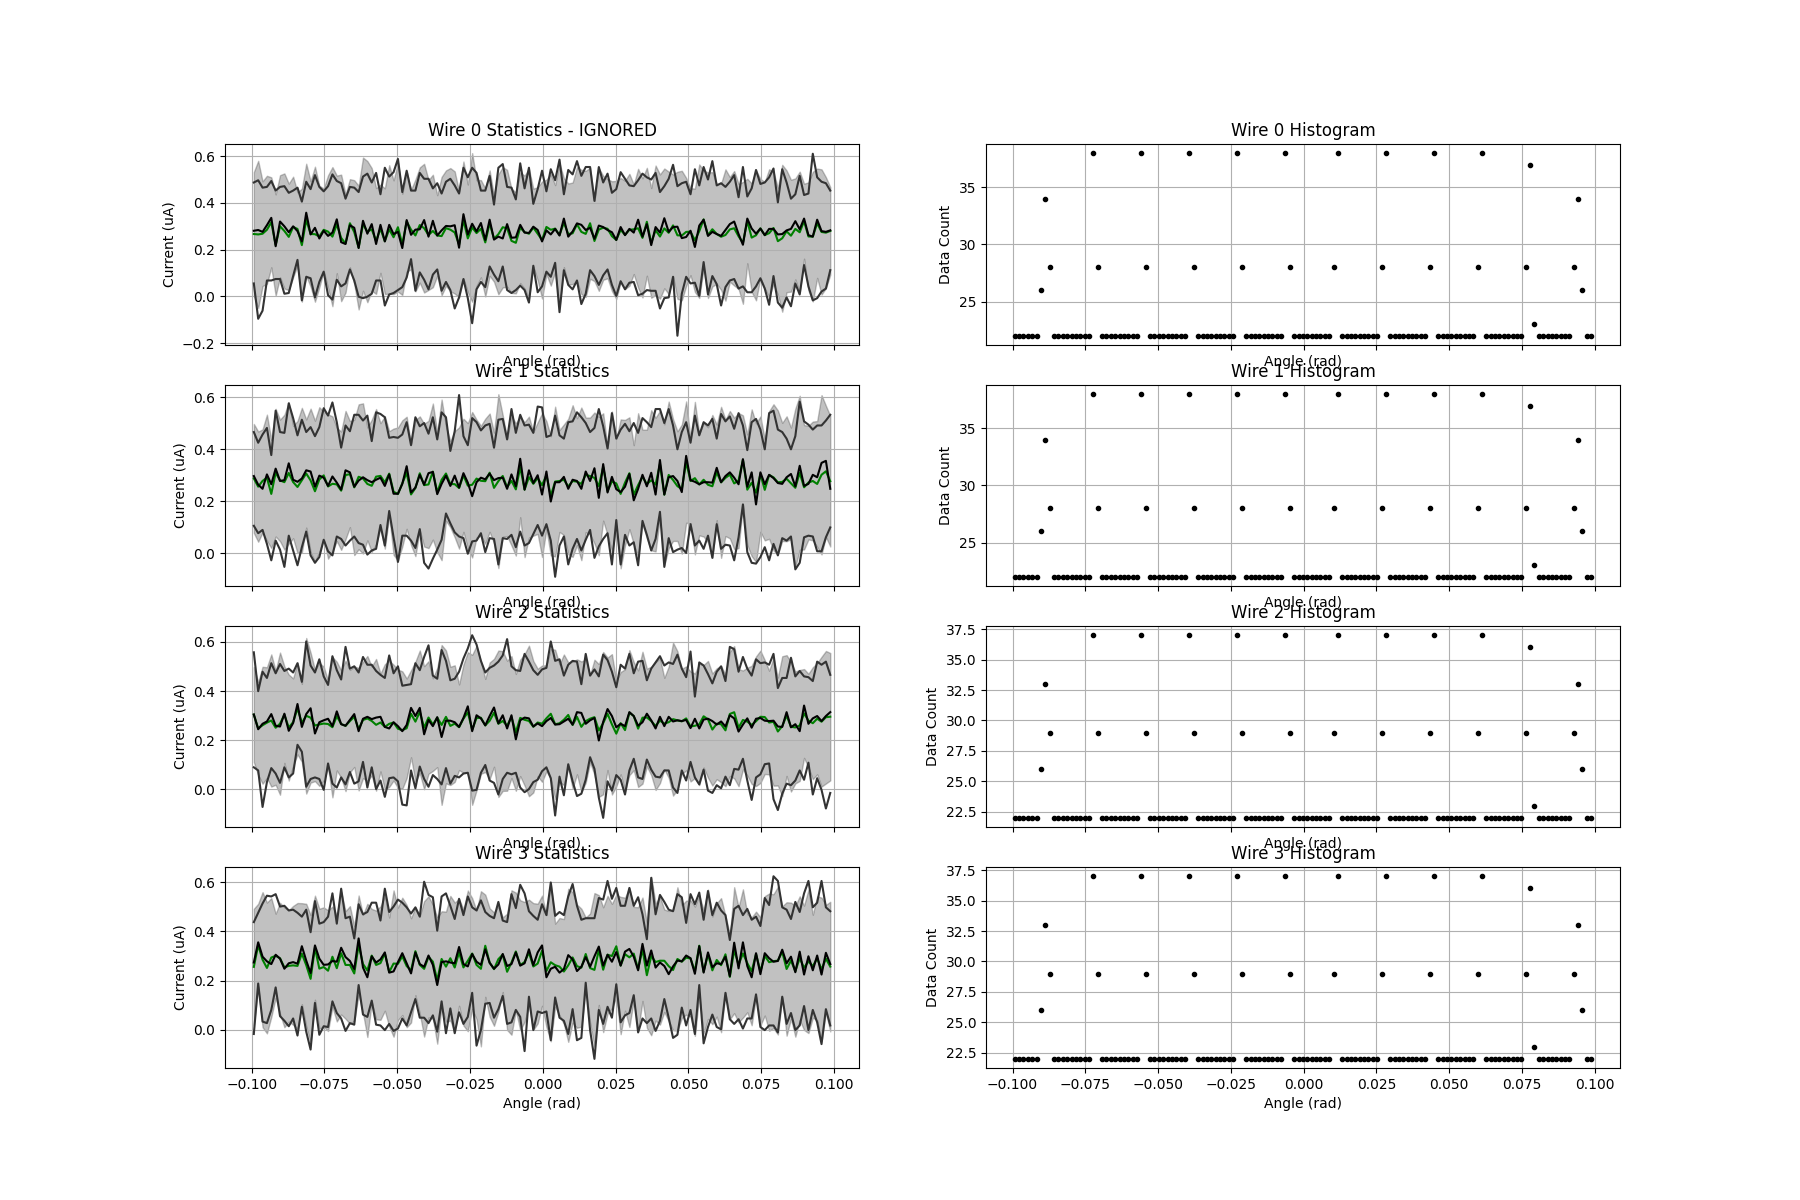 Wire 0 Statistics - IGNORED
Current (uA)
0.6
0.4
0.2
0.0
−0.2
Angle (rad)
Wire 0 Histogram
Data Count
35
30
25
Angle (rad)
Wire 1 Statistics
Current (uA)
0.6
0.4
0.2
0.0
Angle (rad)
Wire 1 Histogram
Data Count
35
30
25
Angle (rad)
Wire 2 Statistics
Current (uA)
0.6
0.4
0.2
0.0
Angle (rad)
Wire 2 Histogram
Data Count
37.5
35.0
32.5
30.0
27.5
25.0
22.5
Angle (rad)
Wire 3 Statistics
Current (uA)
0.6
0.4
0.2
0.0
−0.100 −0.075 −0.050 −0.025 0.000 0.025 0.050 0.075 0.100
Angle (rad)
Wire 3 Histogram
Data Count
37.5
35.0
32.5
30.0
27.5
25.0
22.5
−0.100 −0.075 −0.050 −0.025 0.000 0.025 0.050 0.075 0.100
Angle (rad)